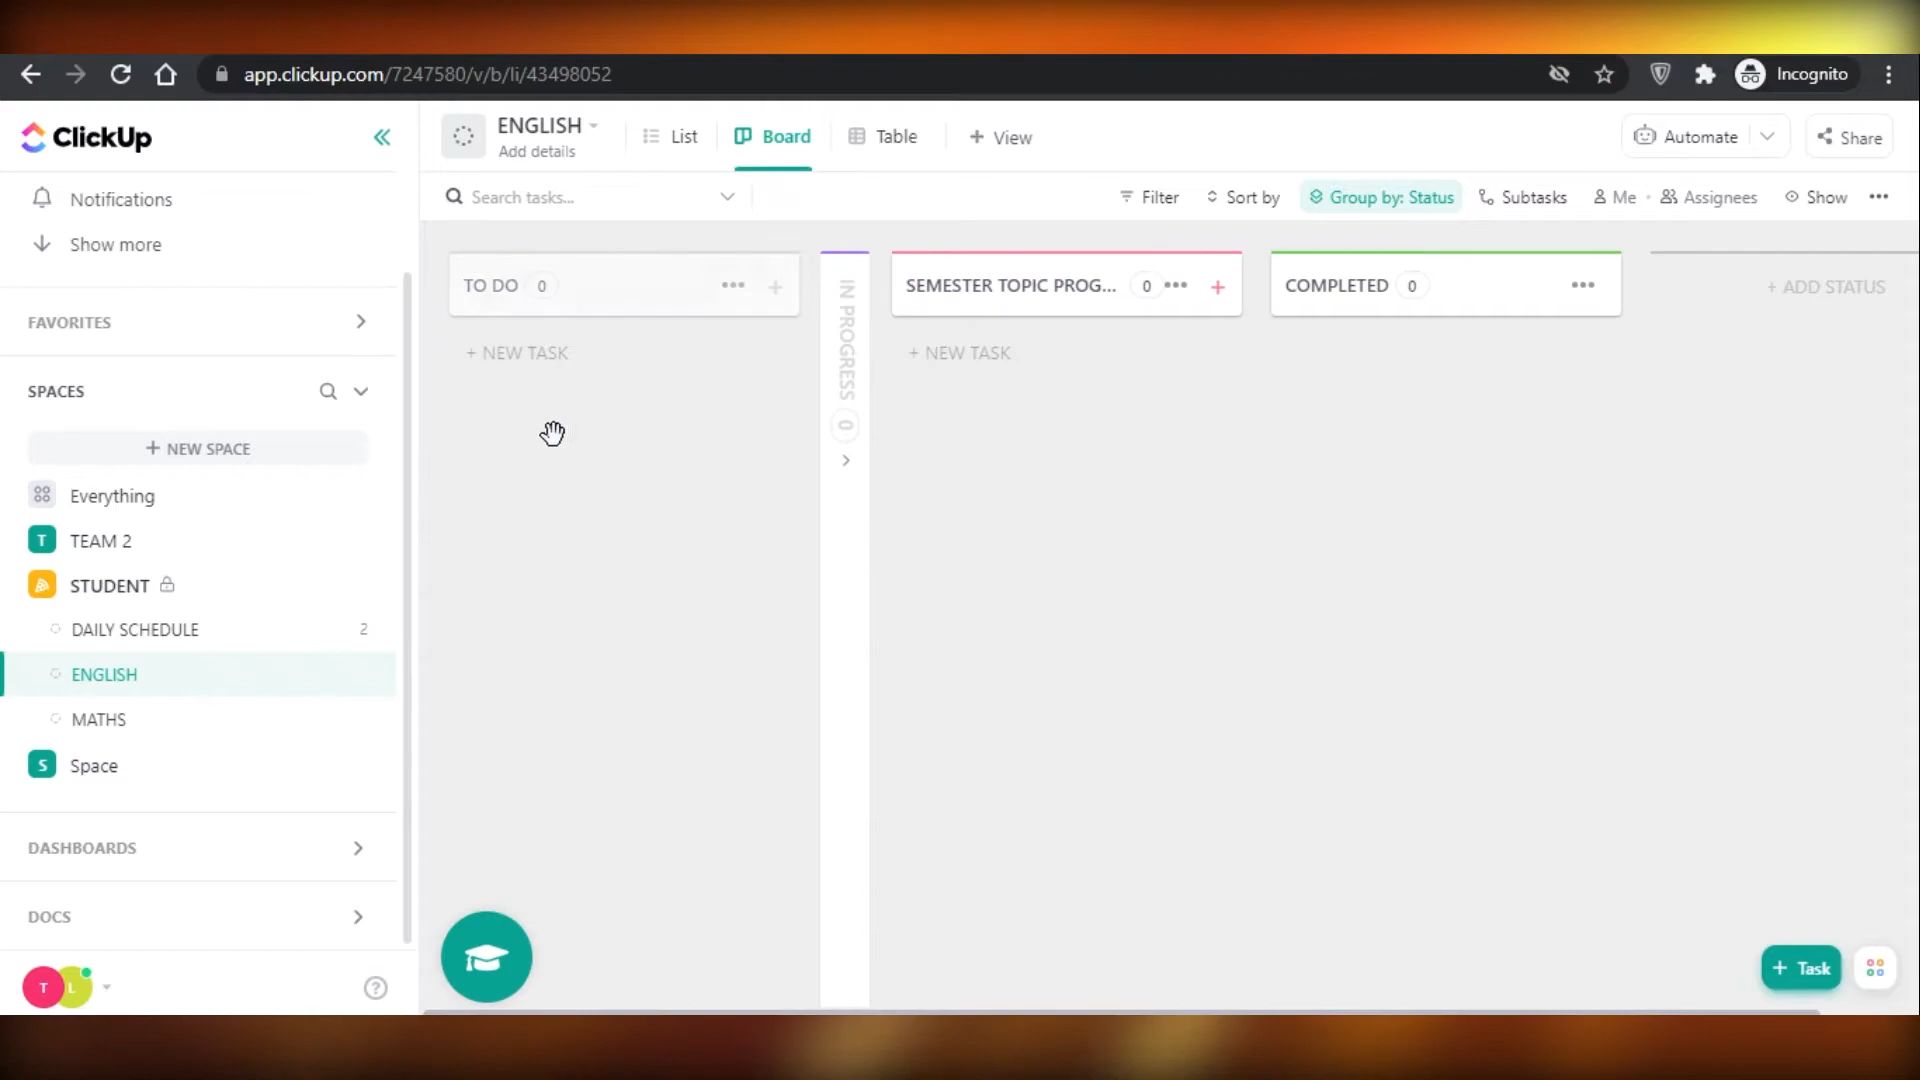 app.clickup.com/7247580/v/b/li/43498052
Incognito
ClickUp
Notifications
Show more
FAVORITES
SPACES
+ NEW SPACE
Everything
T TEAM 2
STUDENT
DAILY SCHEDULE 2
ENGLISH
MATHS
S Space
DASHBOARDS
DOCS
T L
?
ENGLISH
Add details
List
Board
Table
+ View
Automate
Share
Search tasks...
Filter
Sort by
Group by: Status
Subtasks
Me
Assignees
Show
TO DO 0
+ NEW TASK
IN PROGRESS 0
SEMESTER TOPIC PROG... 0
+ NEW TASK
COMPLETED 0
+ ADD STATUS
+ Task